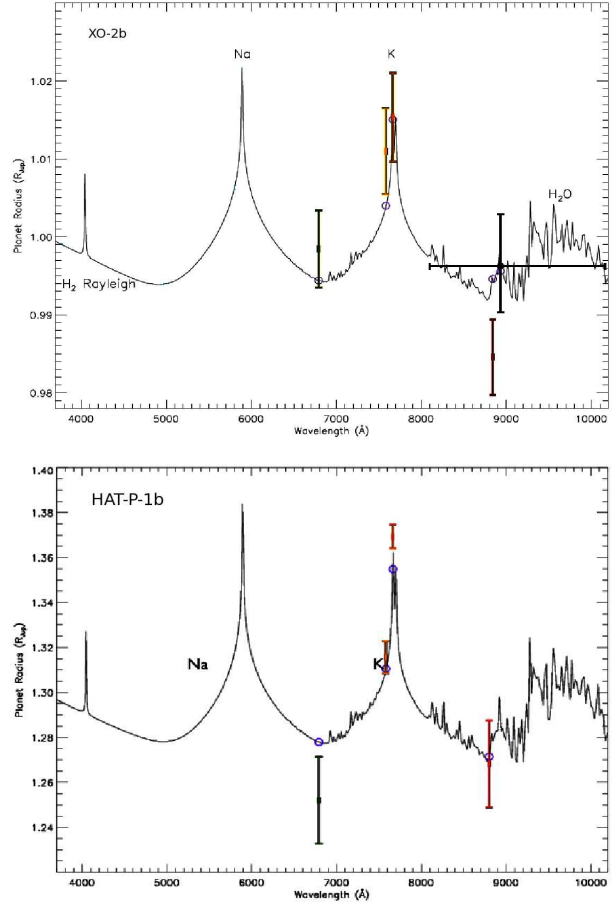 XO-2b
Na
K
1.02
1.01
1.00
0.99
0.98
Planet Radius (RJup)
H2 Rayleigh
H2O
4000 5000 6000 7000 8000 9000 10000
Wavelength (Å)
HAT-P-1b
1.40
1.38
1.36
1.34
1.32
1.30
1.28
1.26
1.24
Planet Radius (RJup)
Na
K
4000 5000 6000 7000 8000 9000 10000
Wavelength (Å)